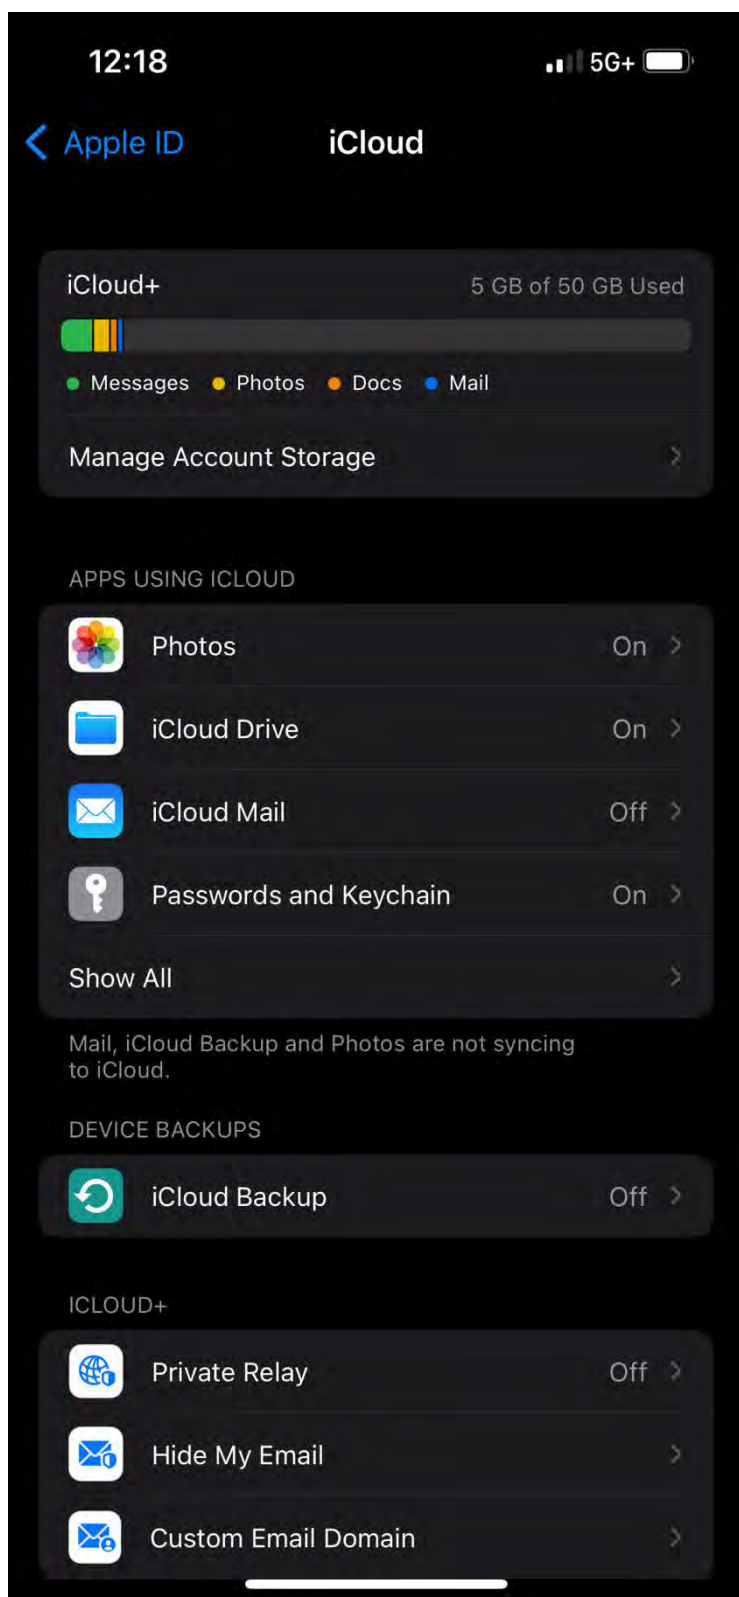 12:18
5G+
Apple ID
iCloud
iCloud+
5 GB of 50 GB Used
Messages Photos Docs Mail
Manage Account Storage
APPS USING ICLOUD
Photos On
iCloud Drive On
iCloud Mail Off
Passwords and Keychain On
Show All
Mail, iCloud Backup and Photos are not syncing
to iCloud.
DEVICE BACKUPS
iCloud Backup Off
ICLOUD+
Private Relay Off
Hide My Email
Custom Email Domain